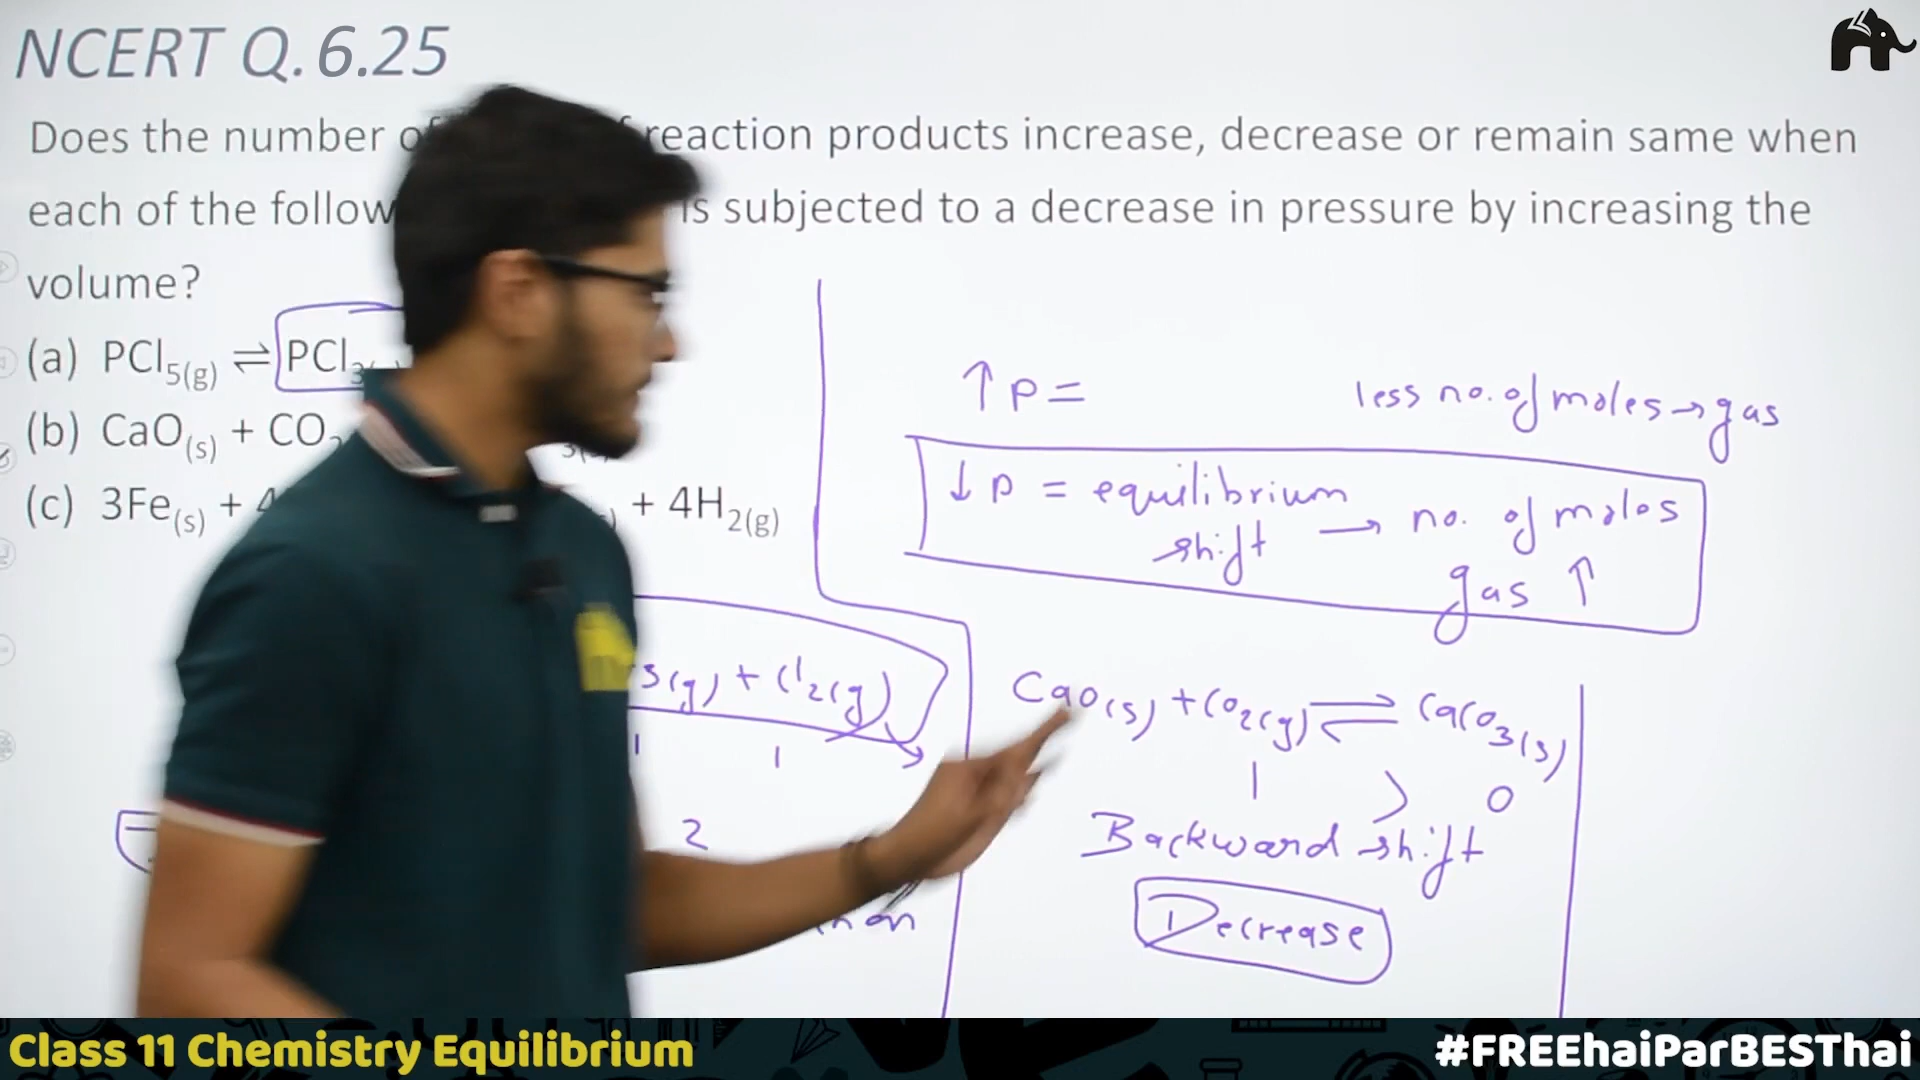 NCERT Q. 6.25
Does the number reaction products increase, decrease or remain same when
each of the is subjected to a decrease in pressure by increasing the
volume?
(a) PCl5(g) ⇌ PCl3
(b) CaO(s) + CO2
(c) 3Fe(s) + 4 + 4H2(g)
↑ P =
less no. of moles → gas
↓ P = equilibrium
shift → no. of moles
gas ↑
3(g) + Cl2(g)
1 1
2
CaO(s) + CO2(g) ⇌ CaCO3(s)
1 > 0
Backward shift
Decrease
Class 11 Chemistry Equilibrium
#FREEhaiParBESThai